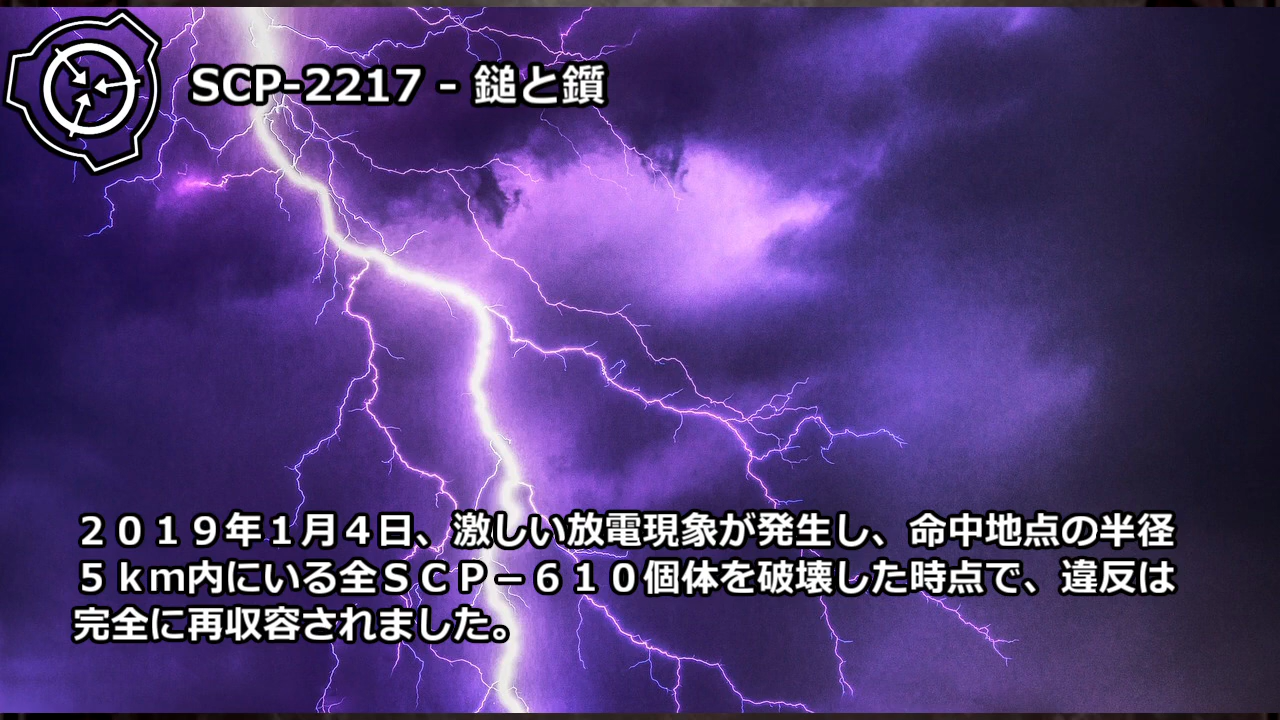 SCP-2217 - 鎚と鑕
２０１９年１月４日、激しい放電現象が発生し、命中地点の半径
５ｋｍ内にいる全ＳＣＰ－６１０個体を破壊した時点で、違反は
完全に再収容されました。